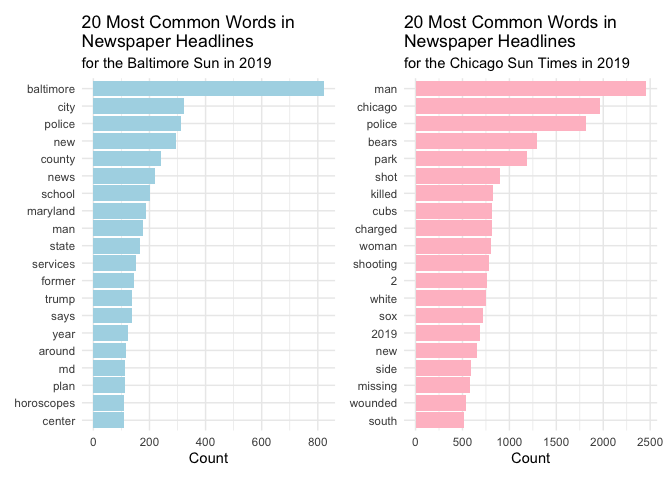 20 Most Common Words in
Newspaper Headlines
for the Baltimore Sun in 2019
baltimore
city
police
new
county
news
school
maryland
man
state
services
former
trump
says
year
around
md
plan
horoscopes
center
0 200 400 600 800
Count
20 Most Common Words in
Newspaper Headlines
for the Chicago Sun Times in 2019
man
chicago
police
bears
park
shot
killed
cubs
charged
woman
shooting
2
white
sox
2019
new
side
missing
wounded
south
0 500 1000 1500 2000 2500
Count